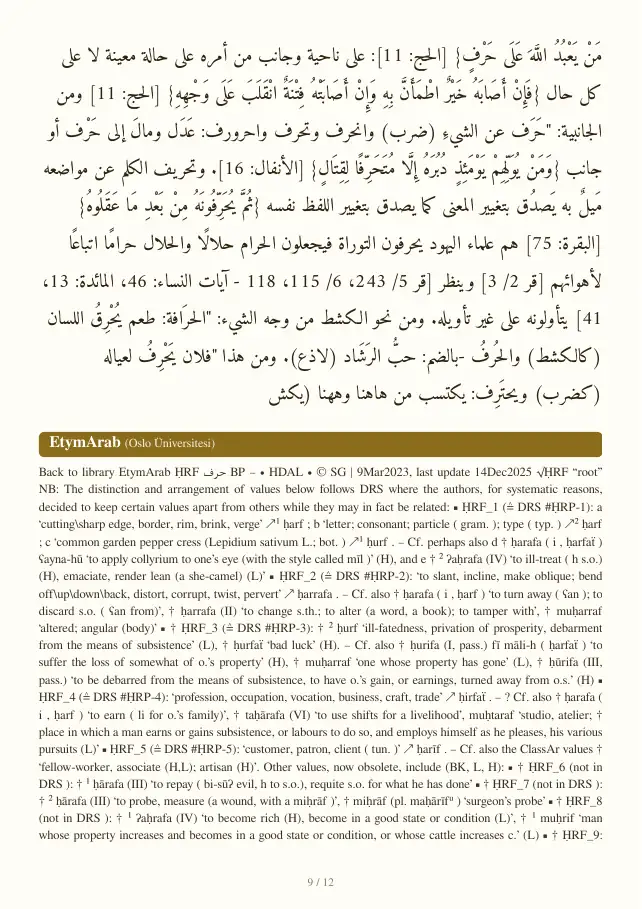 مَنْ يَعْبُدُ اللَّهَ عَلَى حَرْفٍ} [الحج: 11]: على ناحية وجانب من أمره على حالة معينة لا على
كل حال {فَإِنْ أَصَابَهُ خَيْرٌ اطْمَأَنَّ بِهِ وَإِنْ أَصَابَتْهُ فِتْنَةٌ انْقَلَبَ عَلَى وَجْهِهِ} [الحج: 11] ومن
الجانبية: "حَرَف عن الشيءِ (ضرب) وانحرف وتحرف واحرورف: عَدَل ومالَ إلى حَرْف أو
جانب {وَمَنْ يُوَلِّهِمْ يَوْمَئِذٍ دُبُرَهُ إِلَّا مُتَحَرِّفًا لِقِتَالٍ} [الأنفال: 16]. وتحريف الكلم عن مواضعه
مَيلٌ به يَصدُق بتغيير المعنى كما يصدق بتغيير اللفظ نفسه {ثُمَّ يُحَرِّفُونَهُ مِنْ بَعْدِ مَا عَقَلُوهُ}
[البقرة: 75] هم علماء اليهود يحرفون التوراة فيجعلون الحرام حلالًا والحلال حرامًا اتباعًا
لأهوائهم [قر 2/ 3] وينظر [قر 5/ 243، 6/ 115، 118 - آيات النساء: 46، المائدة: 13،
41] يتأولونه على غير تأويله. ومن نحو الكشط من وجه الشيء: "الحَرَافة: طعم يُحْرِقُ اللسان
(كالكشط) والحُرفُ -بالضم: حبُّ الرَشَاد (لاذع). ومن هذا "فلان يَحْرِفُ لعياله
(كضرب) ويحترَف: يكتسب من هاهنا وههنا (يكش
EtymArab (Oslo Üniversitesi)
Back to library EtymArab ḤRF حرف BP – • HDAL • © SG | 9Mar2023, last update 14Dec2025 √ḤRF “root”
NB: The distinction and arrangement of values below follows DRS where the authors, for systematic reasons,
decided to keep certain values apart from others while they may in fact be related: ▪ ḤRF_1 (≙ DRS #ḤRP-1): a
‘cutting\sharp edge, border, rim, brink, verge’ ↗¹ ḥarf ; b ‘letter; consonant; particle ( gram. ); type ( typ. ) ↗² ḥarf
; c ‘common garden pepper cress (Lepidium sativum L.; bot. ) ↗¹ ḥurf . – Cf. perhaps also d † ḥarafa ( i , ḥarfaẗ )
ʕayna-hū ‘to apply collyrium to one’s eye (with the style called mīl )’ (H), and e † ² ʔaḥrafa (IV) ‘to ill-treat ( h s.o.)
(H), emaciate, render lean (a she-camel) (L)’ ▪ ḤRF_2 (≙ DRS #ḤRP-2): ‘to slant, incline, make oblique; bend
off\up\down\back, distort, corrupt, twist, pervert’ ↗ ḥarrafa . – Cf. also † ḥarafa ( i , ḥarf ) ‘to turn away ( ʕan ); to
discard s.o. ( ʕan from)’, † ḥarrafa (II) ‘to change s.th.; to alter (a word, a book); to tamper with’, † muḥarraf
‘altered; angular (body)’ ▪ † ḤRF_3 (≙ DRS #ḤRP-3): † ² ḥurf ‘ill-fatedness, privation of prosperity, debarment
from the means of subsistence’ (L), † ḥurfaẗ ‘bad luck’ (H). – Cf. also † ḥurifa (I, pass.) fī māli-h ( ḥarfaẗ ) ‘to
suffer the loss of somewhat of o.’s property’ (H), † muḥarraf ‘one whose property has gone’ (L), † ḥūrifa (III,
pass.) ‘to be debarred from the means of subsistence, to have o.’s gain, or earnings, turned away from o.s.’ (H) ▪
ḤRF_4 (≙ DRS #ḤRP-4): ‘profession, occupation, vocation, business, craft, trade’ ↗ ḥirfaẗ . – ? Cf. also † ḥarafa (
i , ḥarf ) ‘to earn ( li for o.’s family)’, † taḥārafa (VI) ‘to use shifts for a livelihood’, muḥtaraf ‘studio, atelier; †
place in which a man earns or gains subsistence, or labours to do so, and employs himself as he pleases, his various
pursuits (L)’ ▪ ḤRF_5 (≙ DRS #ḤRP-5): ‘customer, patron, client ( tun. )’ ↗ ḥarīf . – Cf. also the ClassAr values †
‘fellow-worker, associate (H,L); artisan (H)’. Other values, now obsolete, include (BK, L, H): ▪ † ḤRF_6 (not in
DRS ): † ¹ ḥārafa (III) ‘to repay ( bi-sūʔ evil, h to s.o.), requite s.o. for what he has done’ ▪ † ḤRF_7 (not in DRS ):
† ² ḥārafa (III) ‘to probe, measure (a wound, with a miḥrāf )’, † miḥrāf (pl. maḥārīfᵘ ) ‘surgeon’s probe’ ▪ † ḤRF_8
(not in DRS ): † ¹ ʔaḥrafa (IV) ‘to become rich (H), become in a good state or condition (L)’, † ¹ muḥrif ‘man
whose property increases and becomes in a good state or condition, or whose cattle increases c.’ (L) ▪ † ḤRF_9:
9 / 12